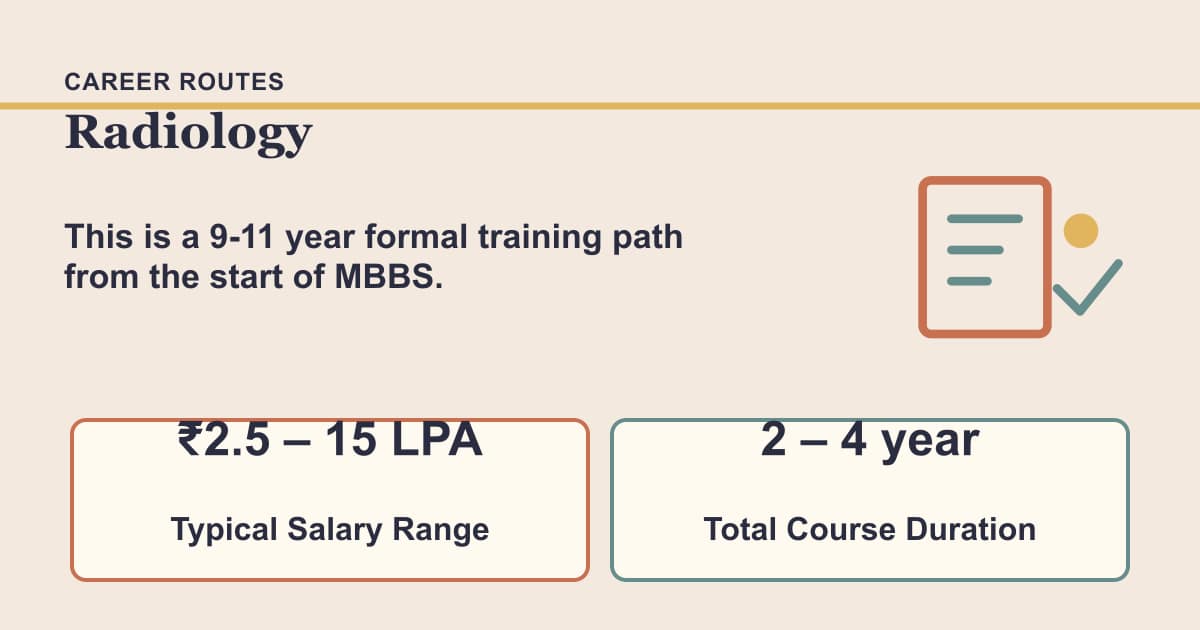 CAREER ROUTES
Radiology
This is a 9-11 year formal training path
from the start of MBBS.
₹2.5 – 15 LPA
2 – 4 year
Typical Salary Range
Total Course Duration